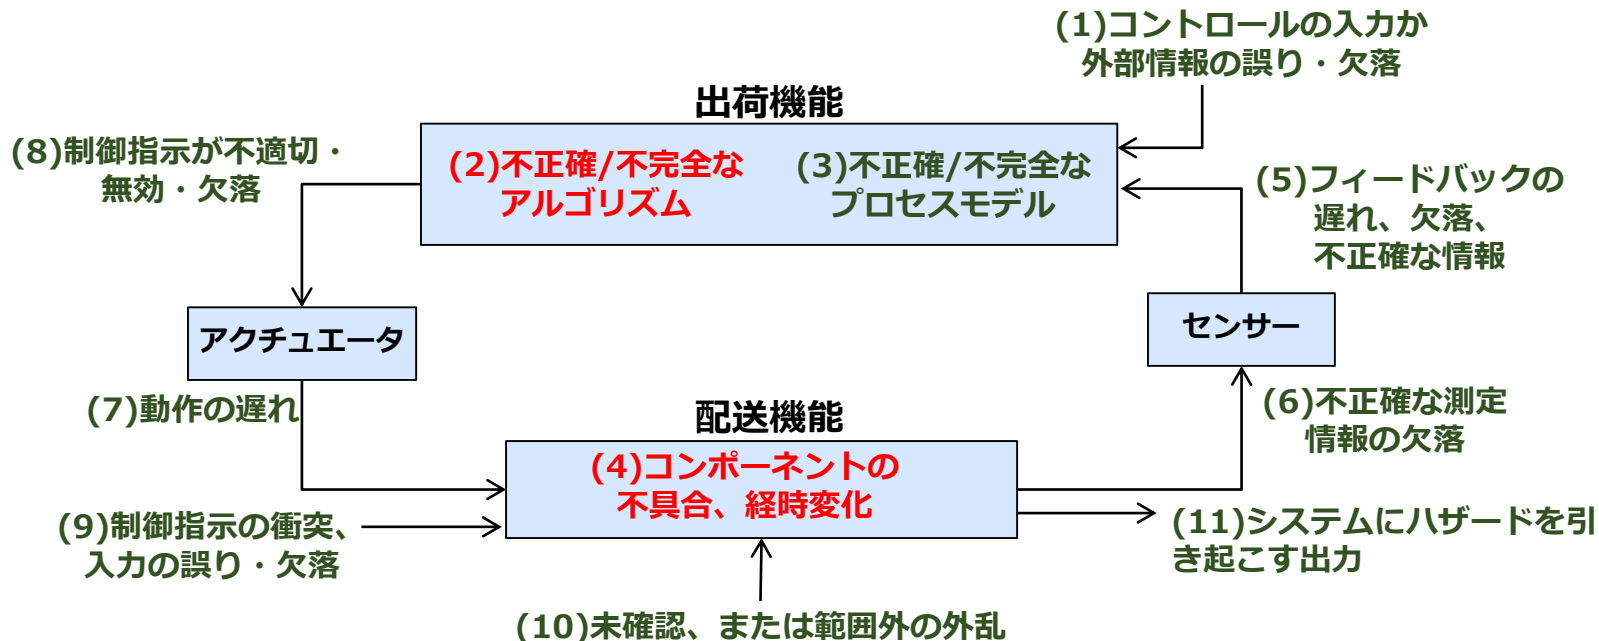 (1)コントロールの入力か
外部情報の誤り・欠落
出荷機能
(8)制御指示が不適切・
無効・欠落
(2)不正確/不完全な
アルゴリズム
(3)不正確/不完全な
プロセスモデル
(5)フィードバックの
遅れ、欠落、
不正確な情報
アクチュエータ
センサー
(7)動作の遅れ
配送機能
(6)不正確な測定
情報の欠落
(4)コンポーネントの
不具合、経時変化
(9)制御指示の衝突、
入力の誤り・欠落
(11)システムにハザードを引
き起こす出力
(10)未確認、または範囲外の外乱